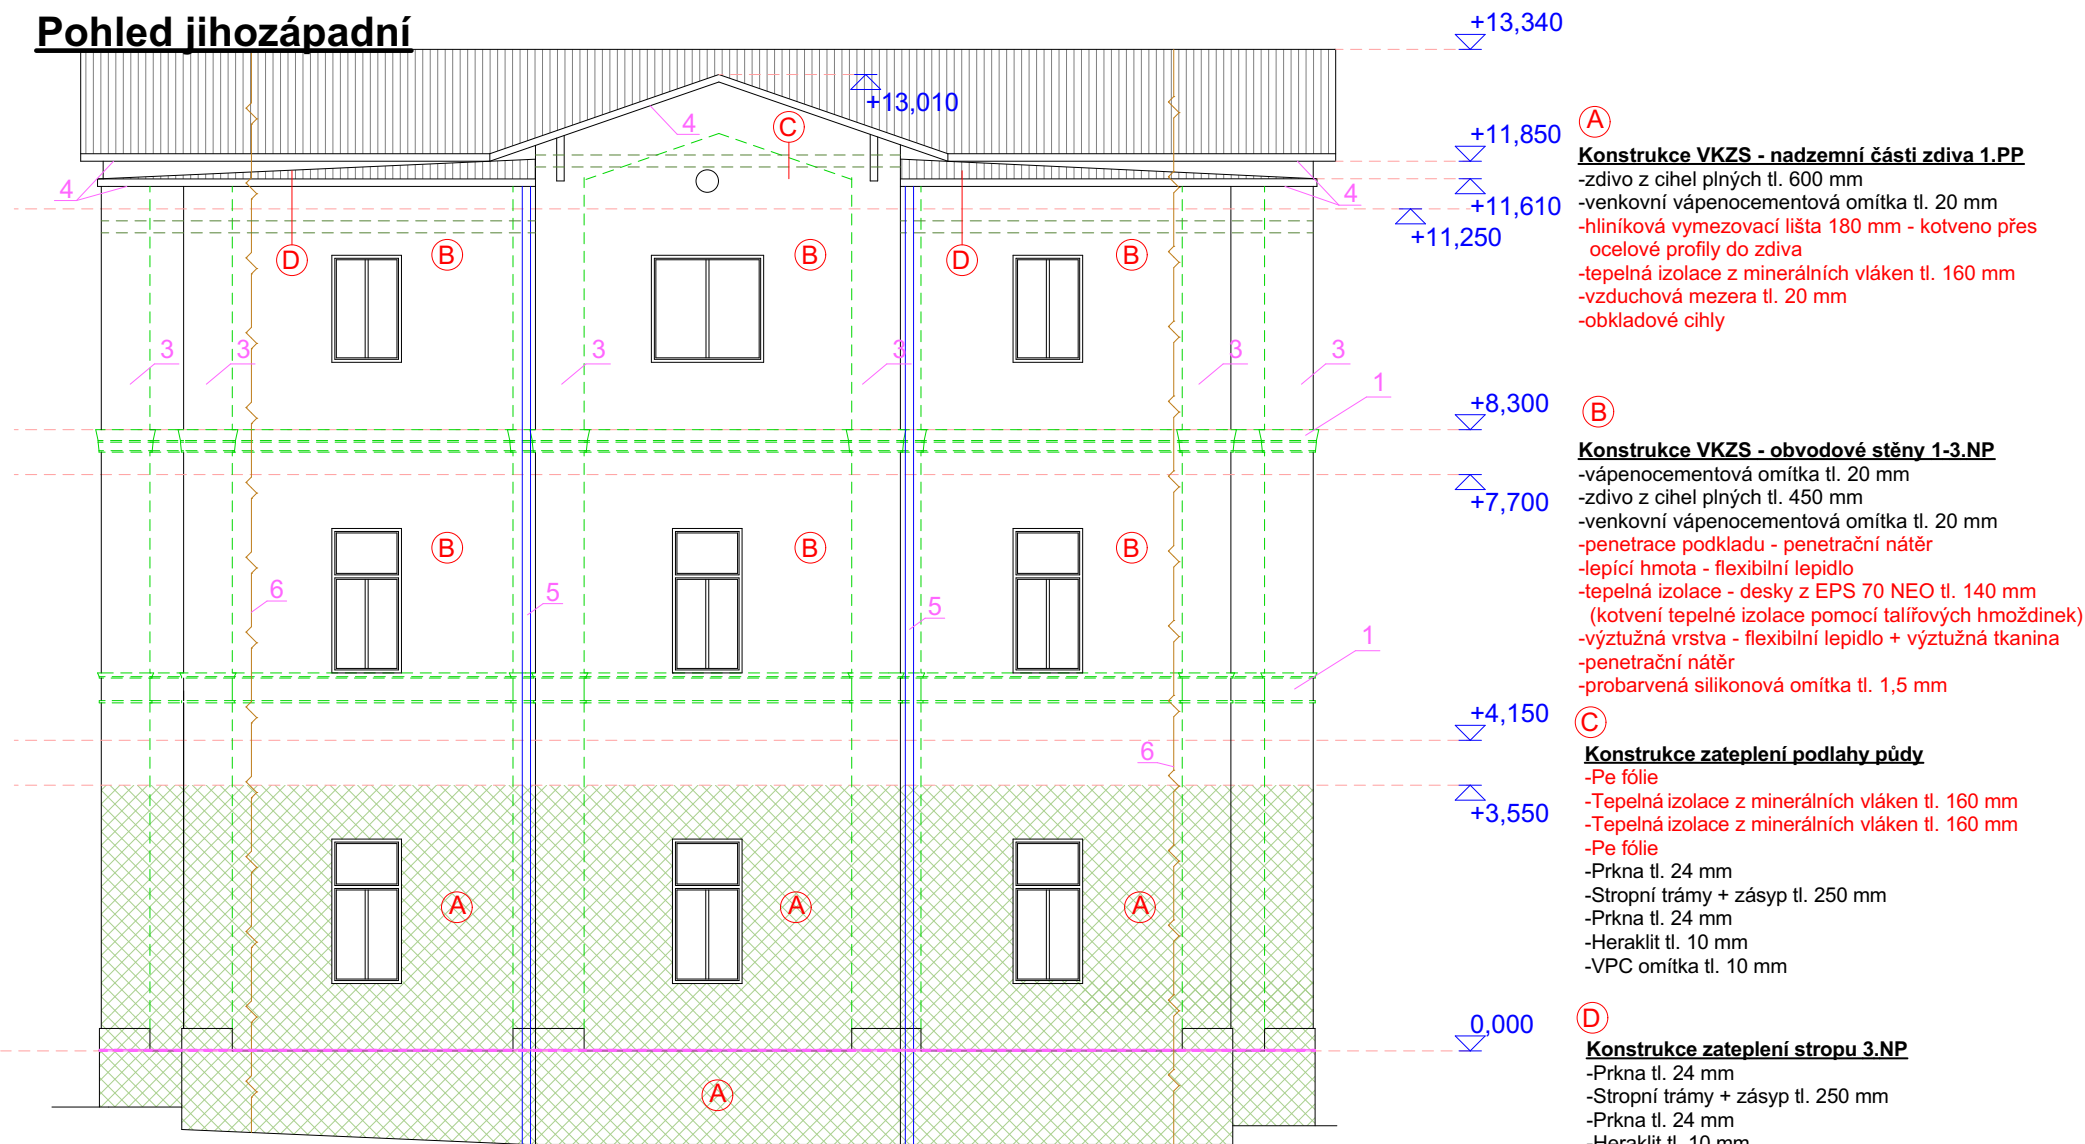 Pohled jihozápadní
+13,340
+13,010
4
C
+11,850
4
4
+11,610
+11,250
D
B
B
D
B
3
3
3
3
3
3
1
+8,300
+7,700
B
B
B
6
5
5
1
+4,150
6
+3,550
A
A
A
0,000
A
A
Konstrukce VKZS - nadzemní části zdiva 1.PP
-zdivo z cihel plných tl. 600 mm
-venkovní vápenocementová omítka tl. 20 mm
-hliníková vymezovací lišta 180 mm - kotveno přes
ocelové profily do zdiva
-tepelná izolace z minerálních vláken tl. 160 mm
-vzduchová mezera tl. 20 mm
-obkladové cihly
B
Konstrukce VKZS - obvodové stěny 1-3.NP
-vápenocementová omítka tl. 20 mm
-zdivo z cihel plných tl. 450 mm
-venkovní vápenocementová omítka tl. 20 mm
-penetrace podkladu - penetrační nátěr
-lepící hmota - flexibilní lepidlo
-tepelná izolace - desky z EPS 70 NEO tl. 140 mm
(kotvení tepelné izolace pomocí talířových hmoždinek)
-výztužná vrstva - flexibilní lepidlo + výztužná tkanina
-penetrační nátěr
-probarvená silikonová omítka tl. 1,5 mm
C
Konstrukce zateplení podlahy půdy
-Pe fólie
-Tepelná izolace z minerálních vláken tl. 160 mm
-Tepelná izolace z minerálních vláken tl. 160 mm
-Pe fólie
-Prkna tl. 24 mm
-Stropní trámy + zásyp tl. 250 mm
-Prkna tl. 24 mm
-Heraklit tl. 10 mm
-VPC omítka tl. 10 mm
D
Konstrukce zateplení stropu 3.NP
-Prkna tl. 24 mm
-Stropní trámy + zásyp tl. 250 mm
-Prkna tl. 24 mm
-Heraklit tl. 10 mm